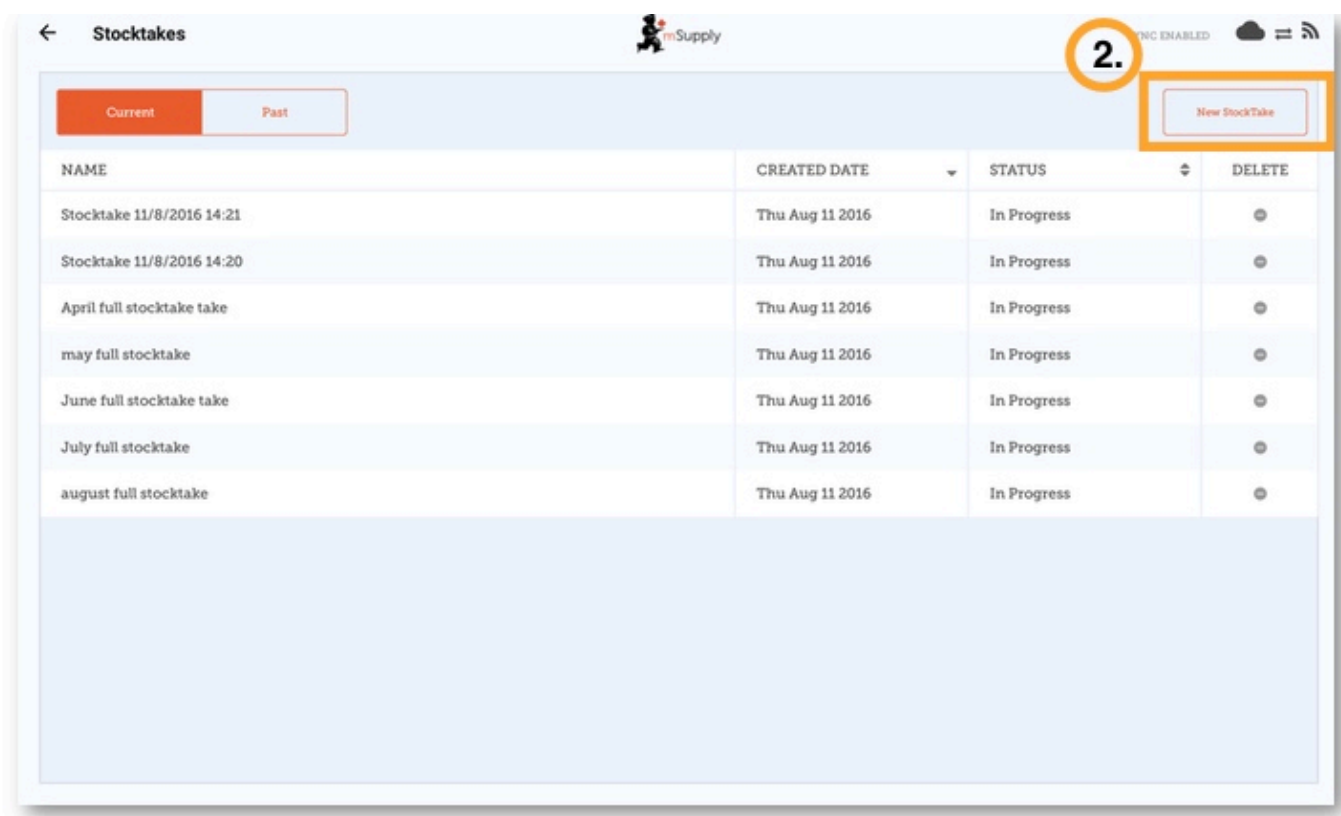 Stocktakes
mSupply
2.
NC ENABLED
Current
Past
New StockTake
NAME
CREATED DATE
STATUS
DELETE
Stocktake 11/8/2016 14:21
Thu Aug 11 2016
In Progress
Stocktake 11/8/2016 14:20
Thu Aug 11 2016
In Progress
April full stocktake take
Thu Aug 11 2016
In Progress
may full stocktake
Thu Aug 11 2016
In Progress
June full stocktake take
Thu Aug 11 2016
In Progress
July full stocktake
Thu Aug 11 2016
In Progress
august full stocktake
Thu Aug 11 2016
In Progress